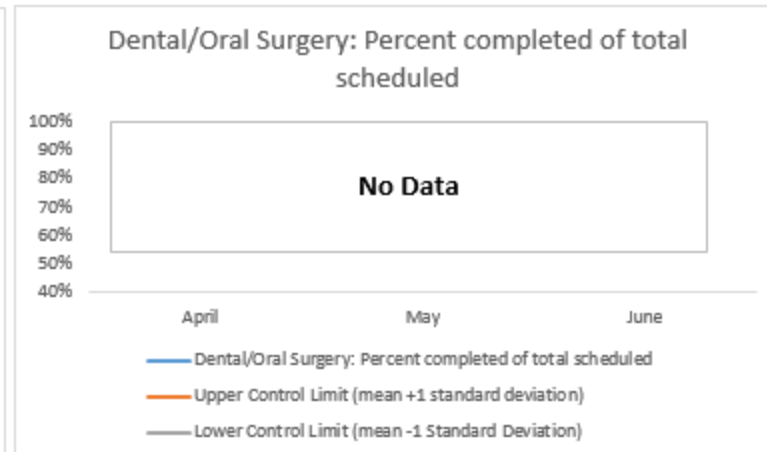 Dental/Oral Surgery: Percent completed of total
scheduled
100%
90%
80%
70%
60%
50%
40%
No Data
April May June
Dental/Oral Surgery: Percent completed of total scheduled
Upper Control Limit (mean +1 standard deviation)
Lower Control Limit (mean -1 Standard Deviation)